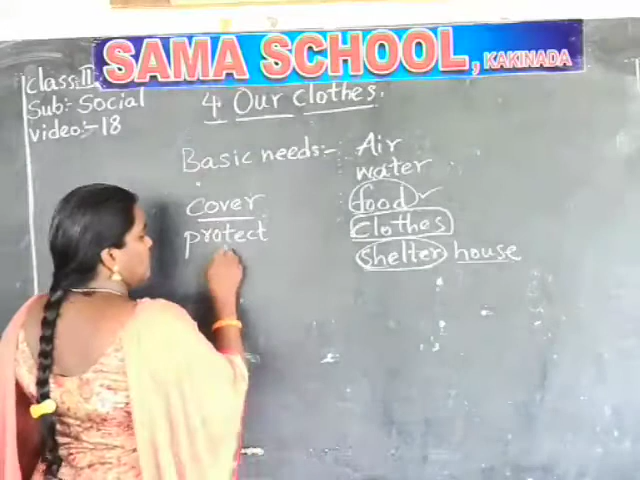 SAMA SCHOOL, KAKINADA
class: II
Sub:- Social
video:- 18
4. Our clothes.
Basic needs:- Air
water
cover food
protect clothes
shelter house